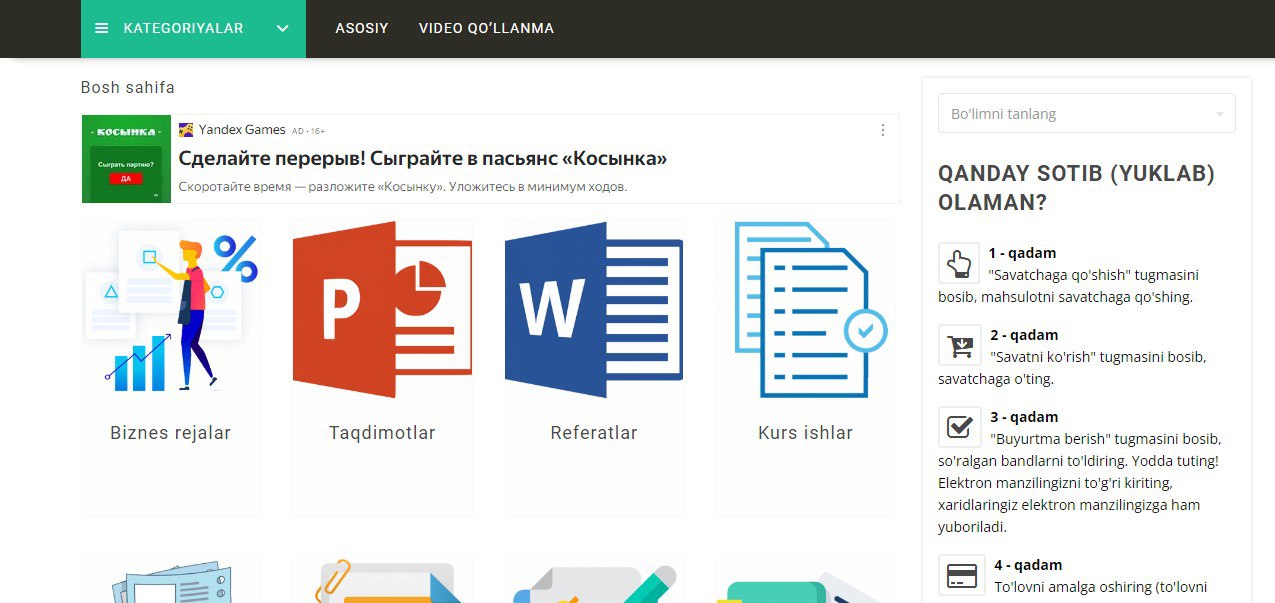 KATEGORIYALAR
ASOSIY
VIDEO QO‘LLANMA
Bosh sahifa
· КОСЫНКА ·
Сыграть партию?
ДА
Yandex Games AD • 16+
Сделайте перерыв! Сыграйте в пасьянс «Косынка»
Скоротайте время — разложите «Косынку». Уложитесь в минимум ходов.
P
W
Biznes rejalar
Taqdimotlar
Referatlar
Kurs ishlar
Bo'limni tanlang
QANDAY SOTIB (YUKLAB)
OLAMAN?
1 - qadam
"Savatchaga qo'shish" tugmasini
bosib, mahsulotni savatchaga qo'shing.
2 - qadam
"Savatni ko'rish" tugmasini bosib,
savatchaga o'ting.
3 - qadam
"Buyurtma berish" tugmasini bosib,
so'ralgan bandlarni to'ldiring. Yodda tuting!
Elektron manzilingizni to'g'ri kiriting,
xaridlaringiz elektron manzilingizga ham
yuboriladi.
4 - qadam
To'lovni amalga oshiring (to'lovni